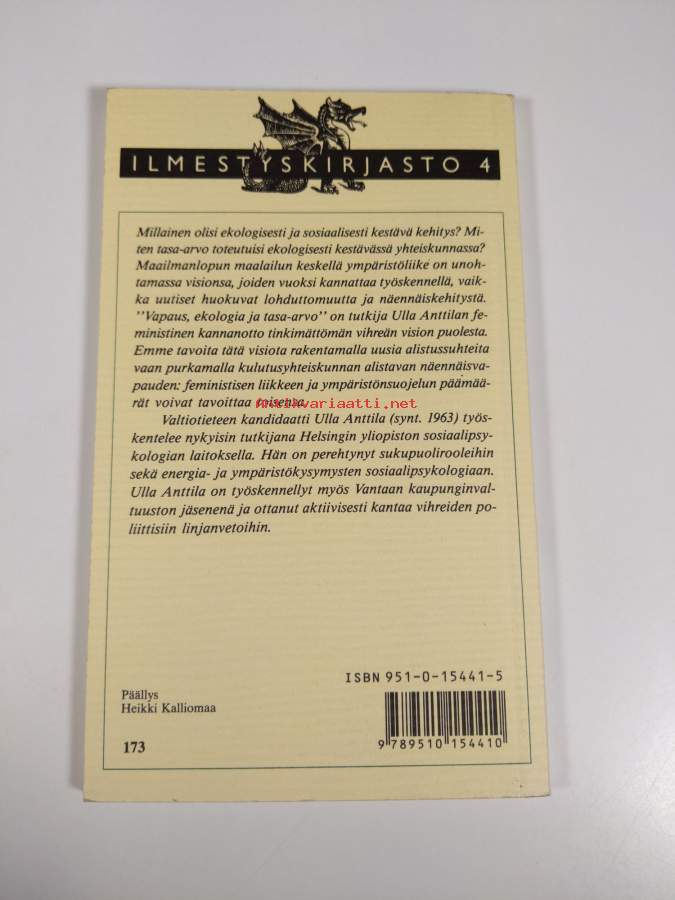 ILMESTYSKIRJASTO 4
Millainen olisi ekologisesti ja sosiaalisesti kestävä kehitys? Mi-
ten tasa-arvo toteutuisi ekologisesti kestävässä yhteiskunnassa?
Maailmanlopun maalailun keskellä ympäristöliike on unoh-
tamassa visionsa, joiden vuoksi kannattaa työskennellä, vaik-
ka uutiset huokuvat lohduttomuutta ja näennäiskehitystä.
"Vapaus, ekologia ja tasa-arvo" on tutkija Ulla Anttilan fe-
ministinen kannanotto tinkimättömän vihreän vision puolesta.
Emme tavoita tätä visiota rakentamalla uusia alistussuhteita
vaan purkamalla kulutusyhteiskunnan alistavan näennäisva-
pauden: feministisen liikkeen ja ympäristönsuojelun päämää-
rät voivat tavoittaa toisensa.
Antikvariaatti.net
Valtiotieteen kandidaatti Ulla Anttila (synt. 1963) työs-
kentelee nykyisin tutkijana Helsingin yliopiston sosiaalipsy-
kologian laitoksella. Hän on perehtynyt sukupuolirooleihin
sekä energia- ja ympäristökysymysten sosiaalipsykologiaan.
Ulla Anttila on työskennellyt myös Vantaan kaupunginval-
tuuston jäsenenä ja ottanut aktiivisesti kantaa vihreiden po-
liittisiin linjanvetoihin.
ISBN 951-0-15441-5
Päällys
Heikki Kalliomaa
173
9 789510 154410